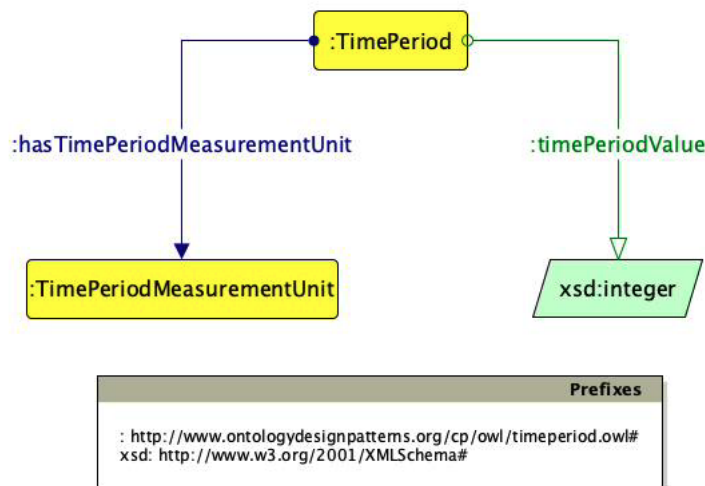 :TimePeriod
:hasTimePeriodMeasurementUnit
:timePeriodValue
:TimePeriodMeasurementUnit
xsd:integer
Prefixes
: http://www.ontologydesignpatterns.org/cp/owl/timeperiod.owl#
xsd: http://www.w3.org/2001/XMLSchema#